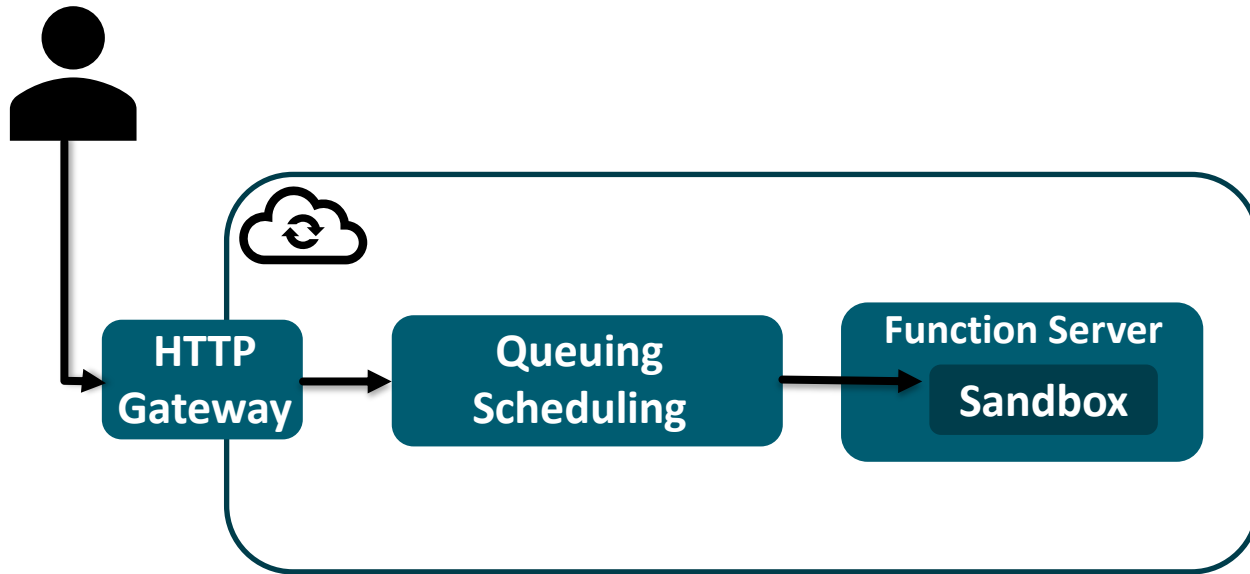 HTTP
Gateway
Queuing
Scheduling
Function Server
Sandbox